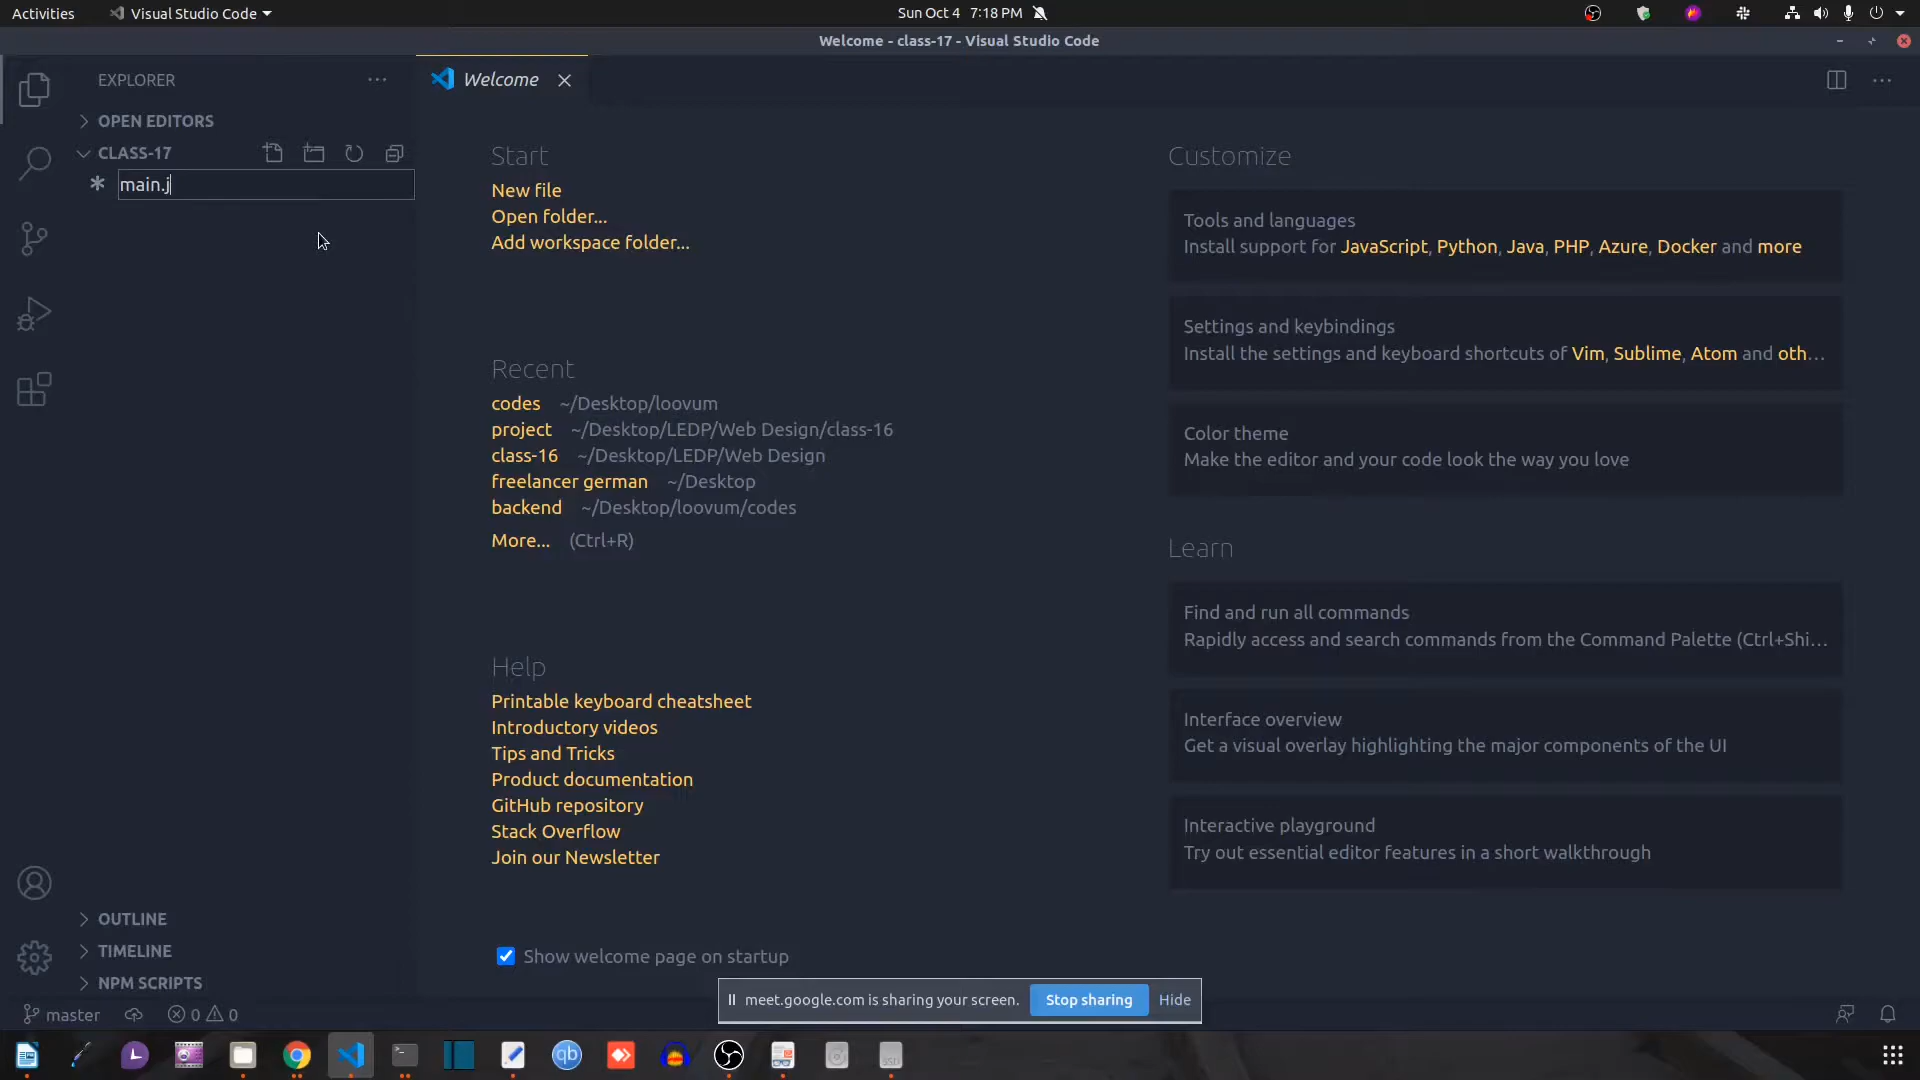 Activities
Visual Studio Code
Sun Oct 4 7:18 PM
Welcome - class-17 - Visual Studio Code
EXPLORER
OPEN EDITORS
CLASS-17
main.j
Welcome
Start
New file
Open folder...
Add workspace folder...
Recent
codes ~/Desktop/loovum
project ~/Desktop/LEDP/Web Design/class-16
class-16 ~/Desktop/LEDP/Web Design
freelancer german ~/Desktop
backend ~/Desktop/loovum/codes
More... (Ctrl+R)
Help
Printable keyboard cheatsheet
Introductory videos
Tips and Tricks
Product documentation
GitHub repository
Stack Overflow
Join our Newsletter
Show welcome page on startup
Customize
Tools and languages
Install support for JavaScript, Python, Java, PHP, Azure, Docker and more
Settings and keybindings
Install the settings and keyboard shortcuts of Vim, Sublime, Atom and oth...
Color theme
Make the editor and your code look the way you love
Learn
Find and run all commands
Rapidly access and search commands from the Command Palette (Ctrl+Shi...
Interface overview
Get a visual overlay highlighting the major components of the UI
Interactive playground
Try out essential editor features in a short walkthrough
OUTLINE
TIMELINE
NPM SCRIPTS
meet.google.com is sharing your screen. Stop sharing Hide
master 0 0
qb